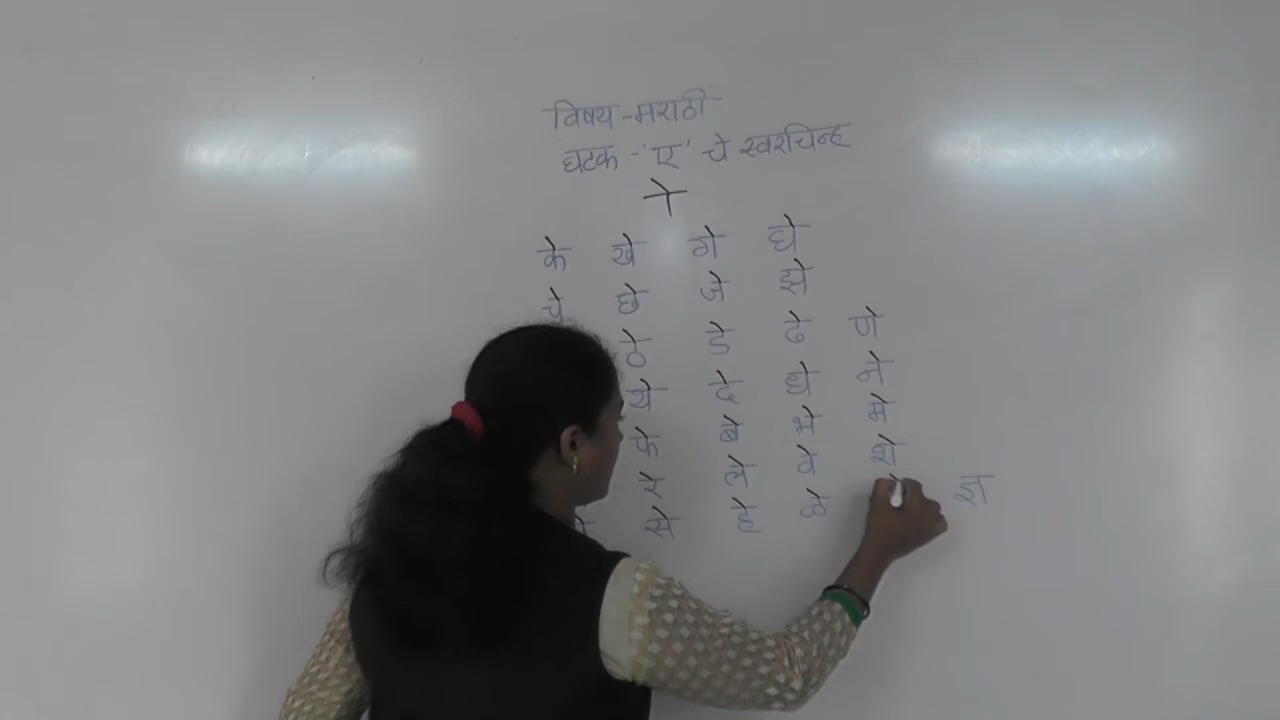 विषय - मराठी
घटक - 'ए' चे स्वरचिन्ह
े
के खे गे घे
चे छे जे झे
ठे डे ढे णे
थे दे धे ने
फे बे भे मे
रे ले वे शे
से हे ळे ज्ञ